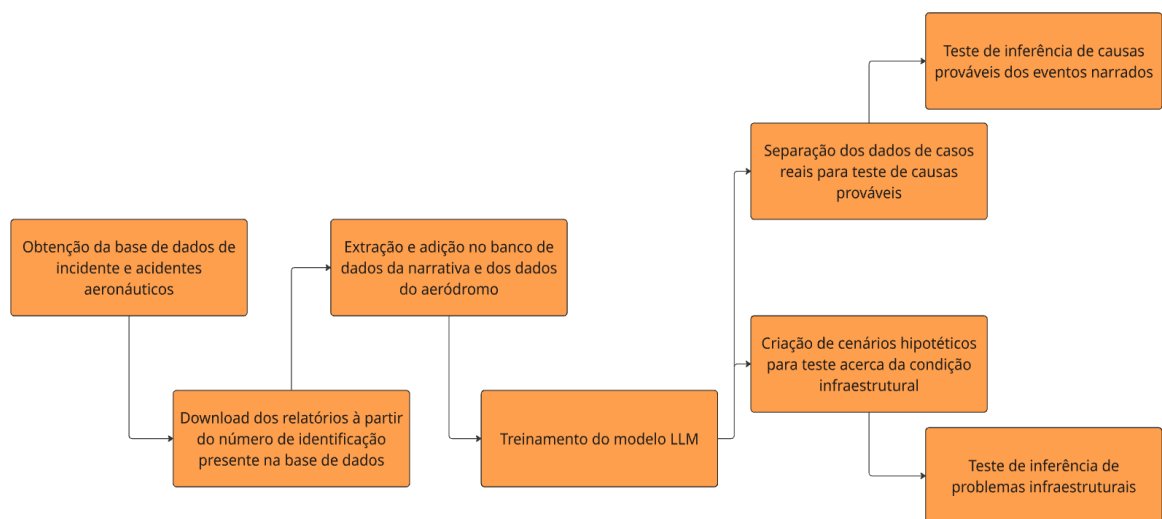 Obtenção da base de dados de
incidente e acidentes
aeronáuticos
Download dos relatórios à partir
do número de identificação
presente na base de dados
Extração e adição no banco de
dados da narrativa e dos dados
do aeródromo
Treinamento do modelo LLM
Separação dos dados de casos
reais para teste de causas
prováveis
Teste de inferência de causas
prováveis dos eventos narrados
Criação de cenários hipotéticos
para teste acerca da condição
infraestrutural
Teste de inferência de
problemas infraestruturais